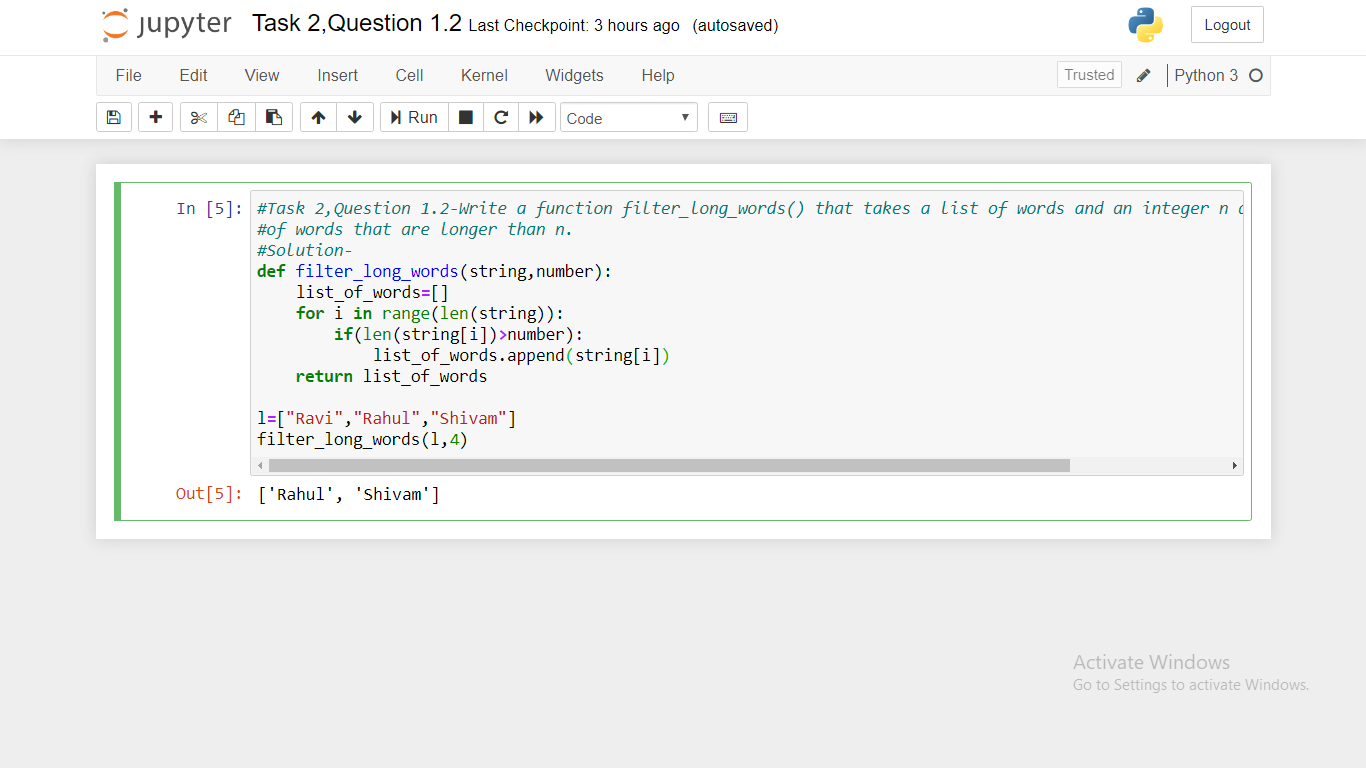 jupyter Task 2,Question 1.2 Last Checkpoint: 3 hours ago (autosaved)
Logout
File Edit View Insert Cell Kernel Widgets Help Trusted Python 3
Run Code
In [5]:
#Task 2,Question 1.2-Write a function filter_long_words() that takes a list of words and an integer n
#of words that are longer than n.
#Solution-
def filter_long_words(string,number):
    list_of_words=[]
    for i in range(len(string)):
        if(len(string[i])>number):
            list_of_words.append(string[i])
    return list_of_words
l=["Ravi","Rahul","Shivam"]
filter_long_words(l,4)
Out[5]: ['Rahul', 'Shivam']
Activate Windows
Go to Settings to activate Windows.